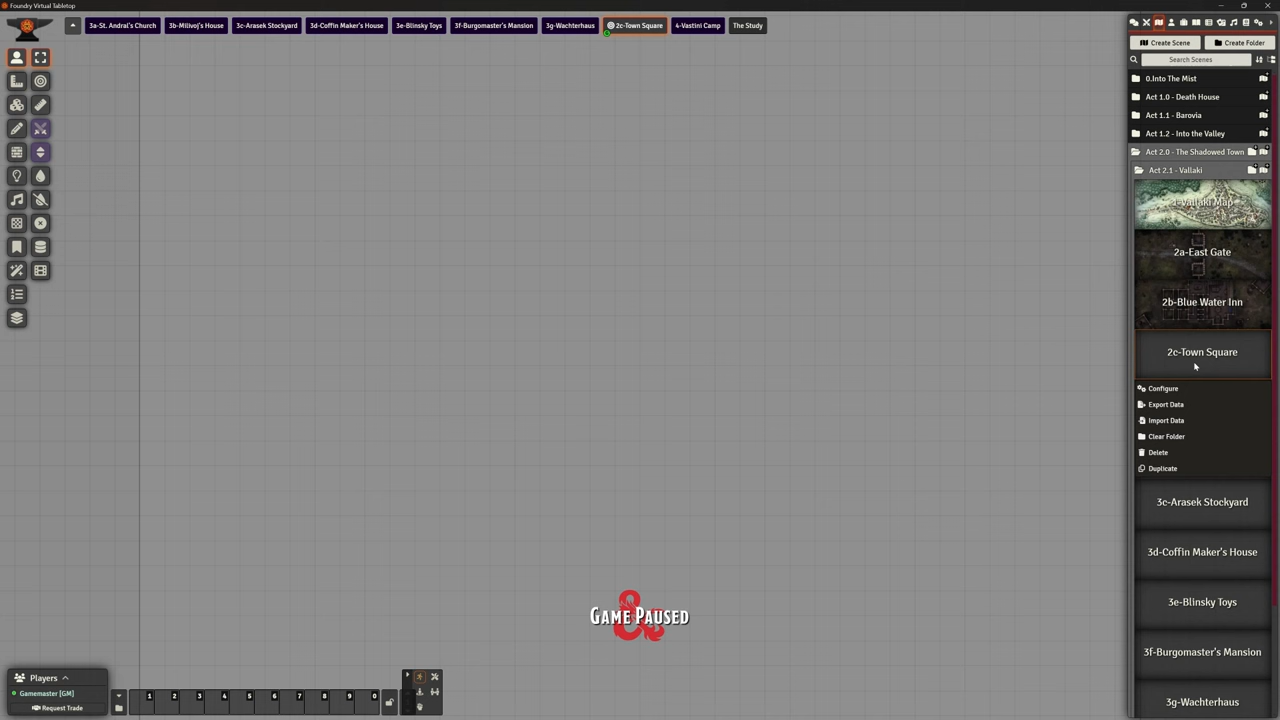 Foundry Virtual Tabletop
3a-St. Andral's Church
3b-Milivoj's House
3c-Arasek Stockyard
3d-Coffin Maker's House
3e-Blinsky Toys
3f-Burgomaster's Mansion
3g-Wachterhaus
2c-Town Square
4-Vastini Camp
The Study
Create Scene
Create Folder
Search Scenes
0.Into The Mist
Act 1.0 - Death House
Act 1.1 - Barovia
Act 1.2 - Into the Valley
Act 2.0 - The Shadowed Town
Act 2.1 - Vallaki
1-Vallaki Map
2a-East Gate
2b-Blue Water Inn
2c-Town Square
Configure
Export Data
Import Data
Clear Folder
Delete
Duplicate
3c-Arasek Stockyard
3d-Coffin Maker's House
3e-Blinsky Toys
3f-Burgomaster's Mansion
3g-Wachterhaus
Game Paused
Players
Gamemaster [GM]
Request Trade
1 2 3 4 5 6 7 8 9 0